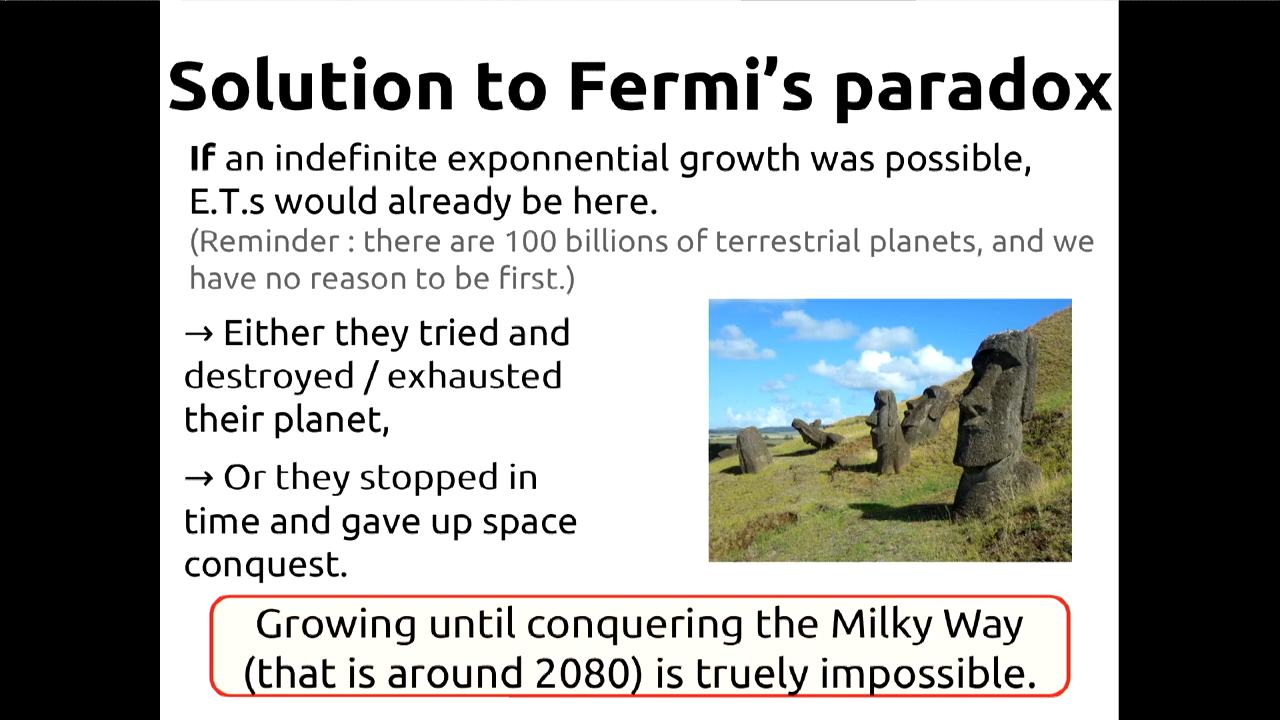 Solution to Fermi’s paradox
If an indefinite exponnential growth was possible,
E.T.s would already be here.
(Reminder : there are 100 billions of terrestrial planets, and we
have no reason to be first.)
→ Either they tried and
destroyed / exhausted
their planet,
→ Or they stopped in
time and gave up space
conquest.
Growing until conquering the Milky Way
(that is around 2080) is truely impossible.